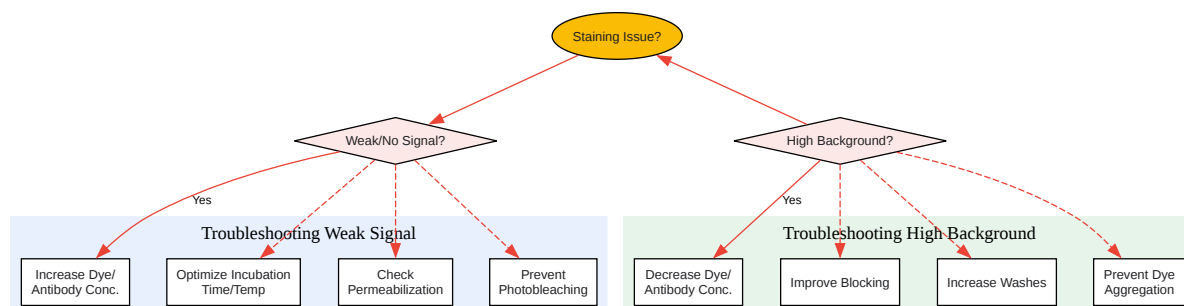 Staining Issue?
Weak/No Signal?
High Background?
Yes
Yes
Troubleshooting Weak Signal
Troubleshooting High Background
Increase Dye/
Antibody Conc.
Optimize Incubation
Time/Temp
Check
Permeabilization
Prevent
Photobleaching
Decrease Dye/
Antibody Conc.
Improve Blocking
Increase Washes
Prevent Dye
Aggregation